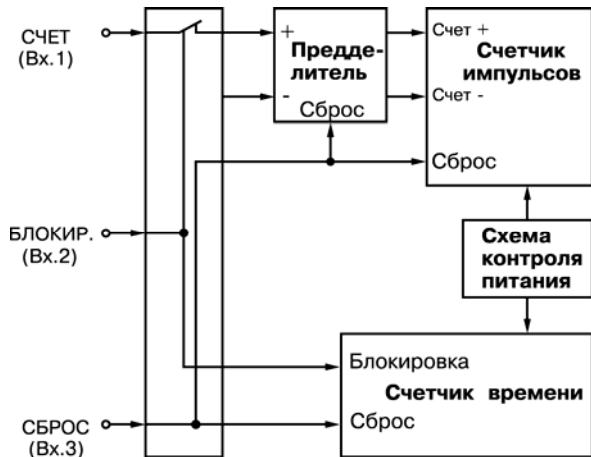 СЧЕТ
(Вх.1)
+
Предде-
литель
-
Сброс
Счет +
Счетчик
импульсов
Счет -
Сброс
БЛОКИР.
(Вх.2)
Схема
контроля
питания
Блокировка
Счетчик времени
Сброс
СБРОС
(Вх.3)